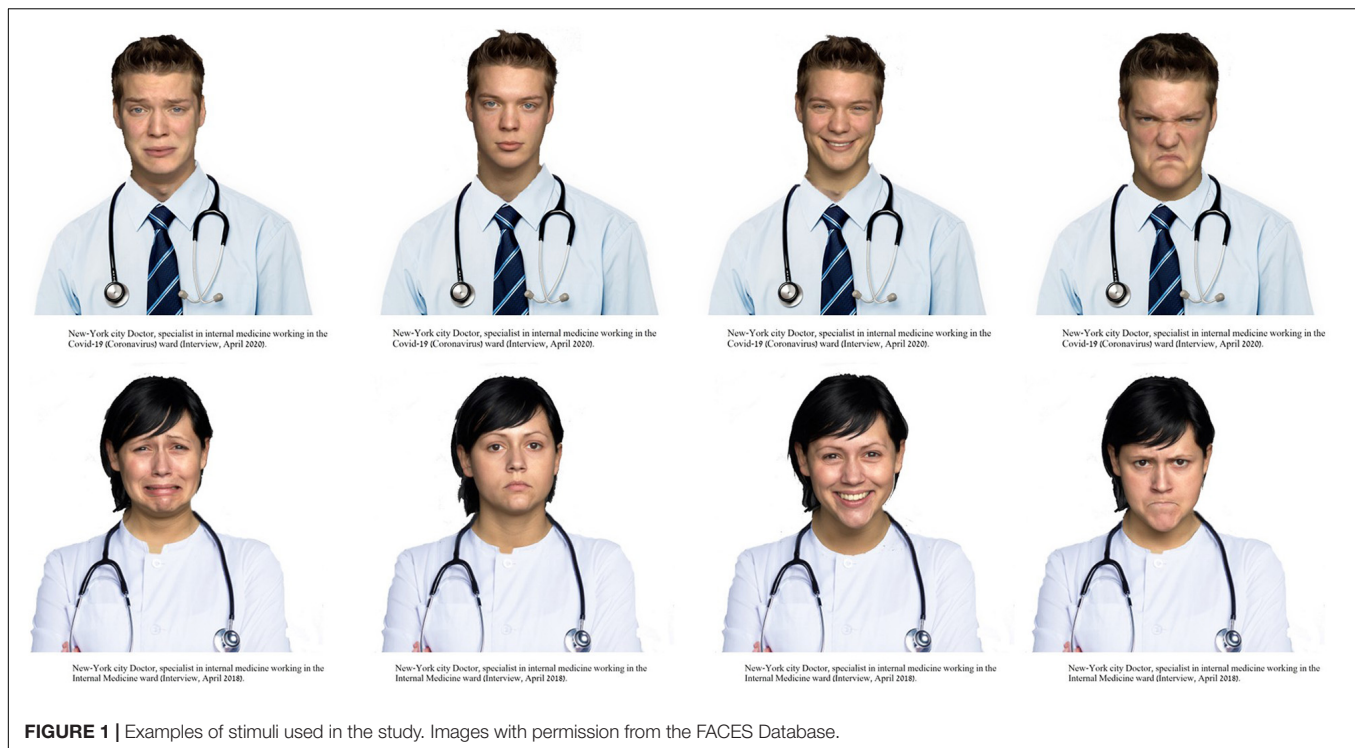 New-York city Doctor, specialist in internal medicine working in the
Covid-19 (Coronavirus) ward (Interview, April 2020).
New-York city Doctor, specialist in internal medicine working in the
Covid-19 (Coronavirus) ward (Interview, April 2020).
New-York city Doctor, specialist in internal medicine working in the
Covid-19 (Coronavirus) ward (Interview, April 2020).
New-York city Doctor, specialist in internal medicine working in the
Covid-19 (Coronavirus) ward (Interview, April 2020).
New-York city Doctor, specialist in internal medicine working in the
Internal Medicine ward (Interview, April 2018).
New-York city Doctor, specialist in internal medicine working in the
Internal Medicine ward (Interview, April 2018).
New-York city Doctor, specialist in internal medicine working in the
Internal Medicine ward (Interview, April 2018).
New-York city Doctor, specialist in internal medicine working in the
Internal Medicine ward (Interview, April 2018).
FIGURE 1 | Examples of stimuli used in the study. Images with permission from the FACES Database.